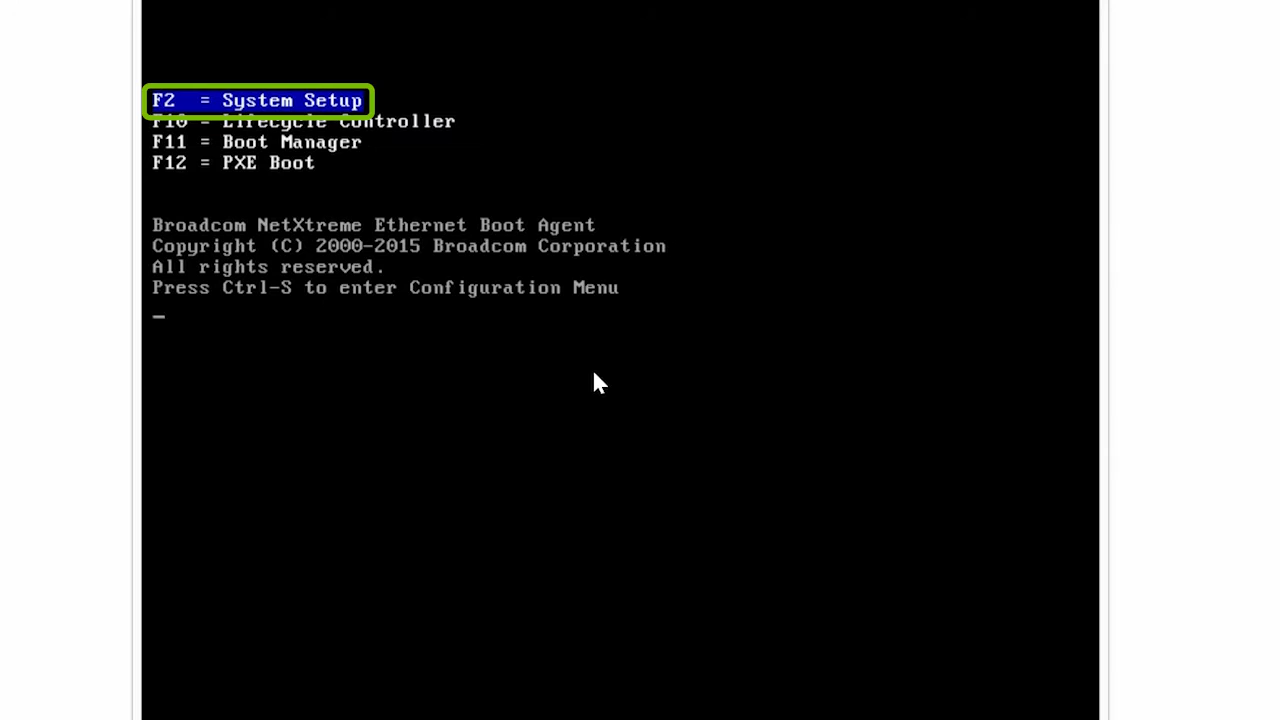 F2  = System Setup
F10 = Lifecycle Controller
F11 = Boot Manager
F12 = PXE Boot
Broadcom NetXtreme Ethernet Boot Agent
Copyright (C) 2000-2015 Broadcom Corporation
All rights reserved.
Press Ctrl-S to enter Configuration Menu
_